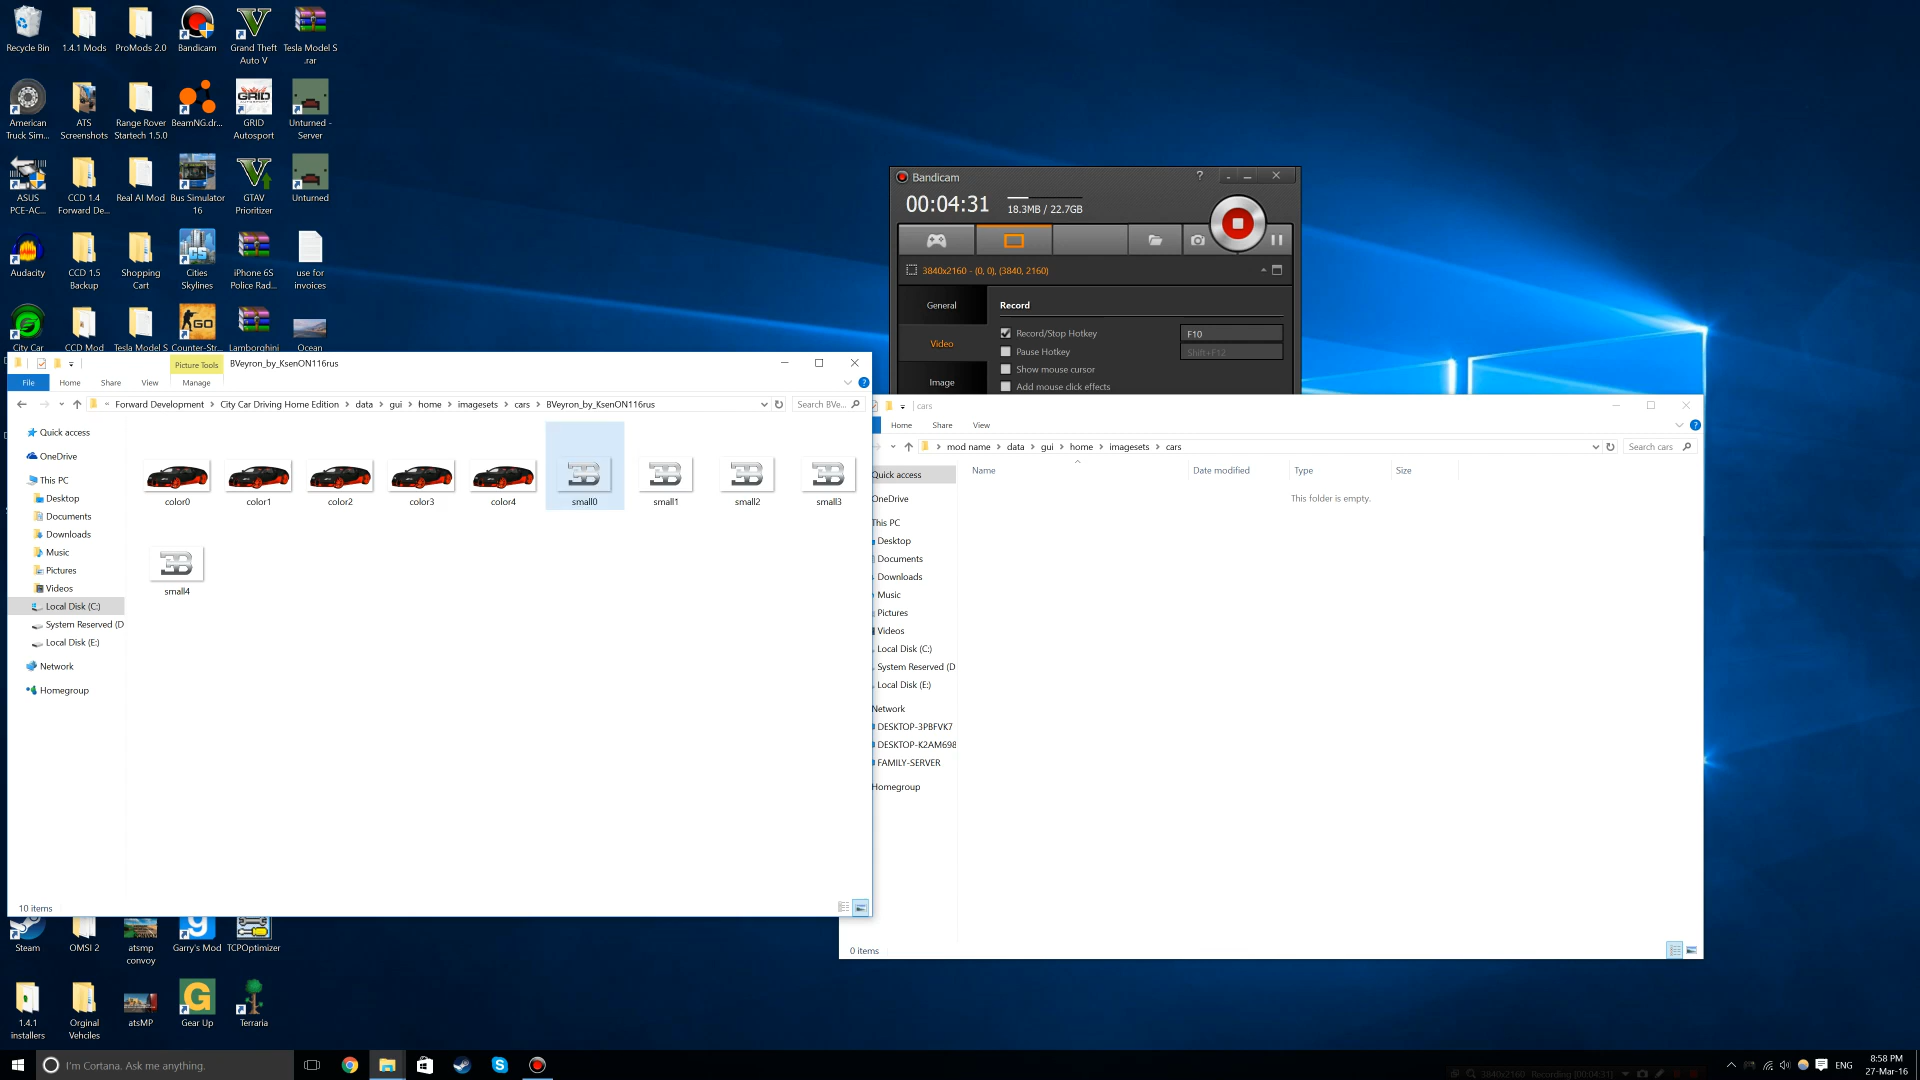 Recycle Bin
1.4.1 Mods
ProMods 2.0
Bandicam
Grand Theft Auto V
Tesla Model S .rar
American Truck Sim...
ATS Screenshots
Range Rover Startech 1.5.0
BeamNG.dr...
GRID Autosport
Unturned - Server
ASUS PCE-AC...
CCD 1.4 Forward De...
Real AI Mod
Bus Simulator 16
GTAV Prioritizer
Unturned
Audacity
CCD 1.5 Backup
Shopping Cart
Cities Skylines
iPhone 6S Police Rad...
use for invoices
City Car
CCD Mod
Tesla Model S
Counter-Str...
Lamborghini
Ocean
Bandicam
?
00:04:31
18.3MB / 22.7GB
3840x2160 - (0, 0), (3840, 2160)
General
Video
Image
Record
Record/Stop Hotkey
F10
Pause Hotkey
Shift+F12
Show mouse cursor
Add mouse click effects
Picture Tools
BVeyron_by_KsenON116rus
File
Home
Share
View
Manage
« Forward Development > City Car Driving Home Edition > data > gui > home > imagesets > cars > BVeyron_by_KsenON116rus
Search BVe...
Quick access
OneDrive
This PC
Desktop
Documents
Downloads
Music
Pictures
Videos
Local Disk (C:)
System Reserved (D
Local Disk (E:)
Network
Homegroup
color0
color1
color2
color3
color4
small0
small1
small2
small3
small4
10 items
cars
Home
Share
View
> mod name > data > gui > home > imagesets > cars
Search cars
Name
Date modified
Type
Size
This folder is empty.
Quick access
OneDrive
This PC
Desktop
Documents
Downloads
Music
Pictures
Videos
Local Disk (C:)
System Reserved (D
Local Disk (E:)
Network
DESKTOP-3PBFVK7
DESKTOP-K2AM698
FAMILY-SERVER
Homegroup
0 items
Steam
OMSI 2
atsmp convoy
Garry's Mod
TCPOptimizer
1.4.1 installers
Orginal Vehciles
atsMP
Gear Up
Terraria
I'm Cortana. Ask me anything.
3840x2160 Recording [00:04:31]
ENG
8:58 PM
27-Mar-16